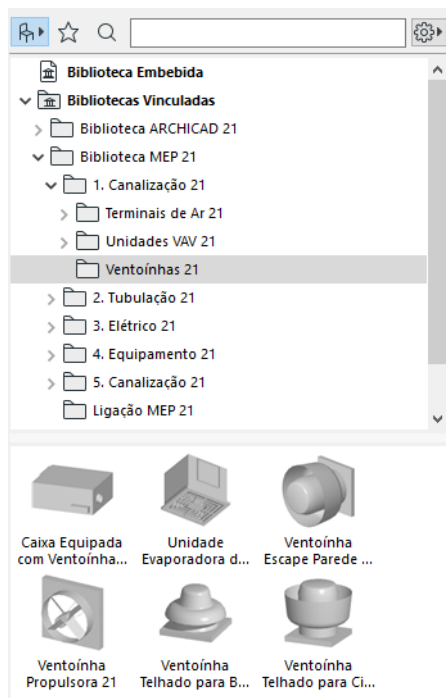 Biblioteca Embebida
Bibliotecas Vinculadas
Biblioteca ARCHICAD 21
Biblioteca MEP 21
1. Canalização 21
Terminais de Ar 21
Unidades VAV 21
Ventoínhas 21
2. Tubulação 21
3. Elétrico 21
4. Equipamento 21
5. Canalização 21
Ligação MEP 21
Caixa Equipada
com Ventoínha...
Unidade
Evaporadora d...
Ventoínha
Escape Parede ...
Ventoínha
Propulsora 21
Ventoínha
Telhado para B...
Ventoínha
Telhado para Ci...